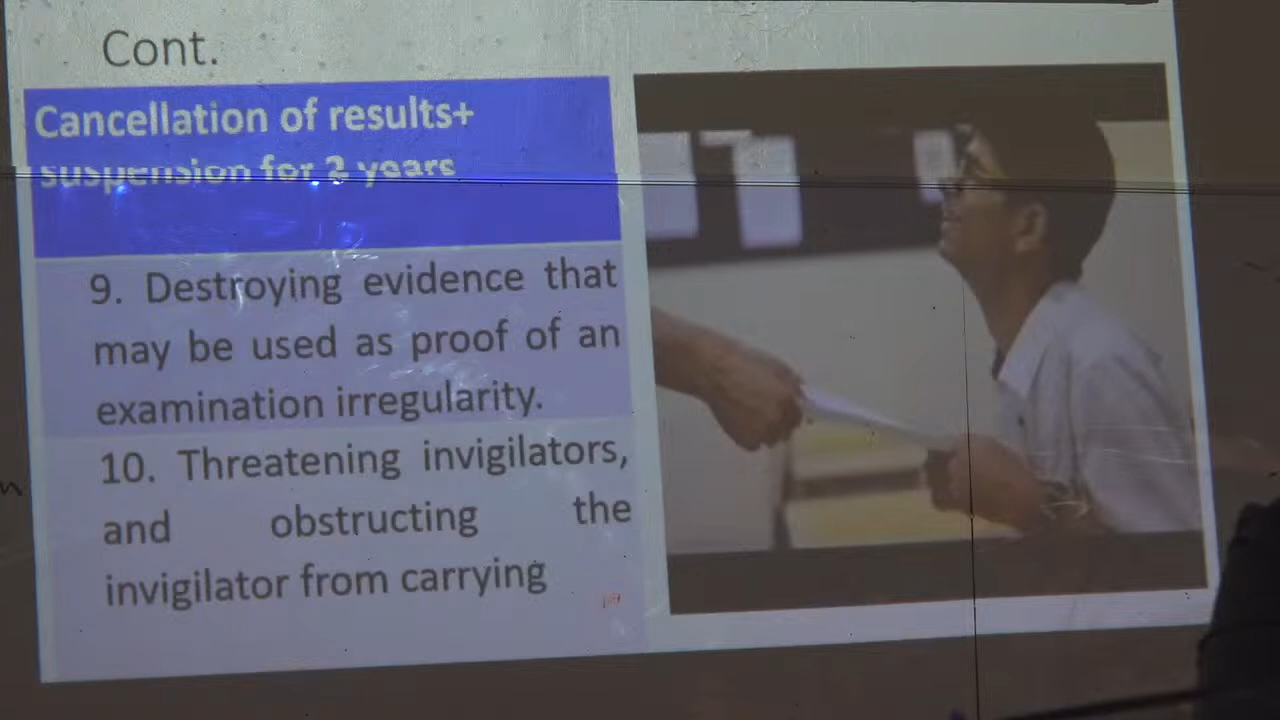 Cont.
Cancellation of results+
suspension for 2 years
9. Destroying evidence that
may be used as proof of an
examination irregularity.
10. Threatening invigilators,
and obstructing the
invigilator from carrying